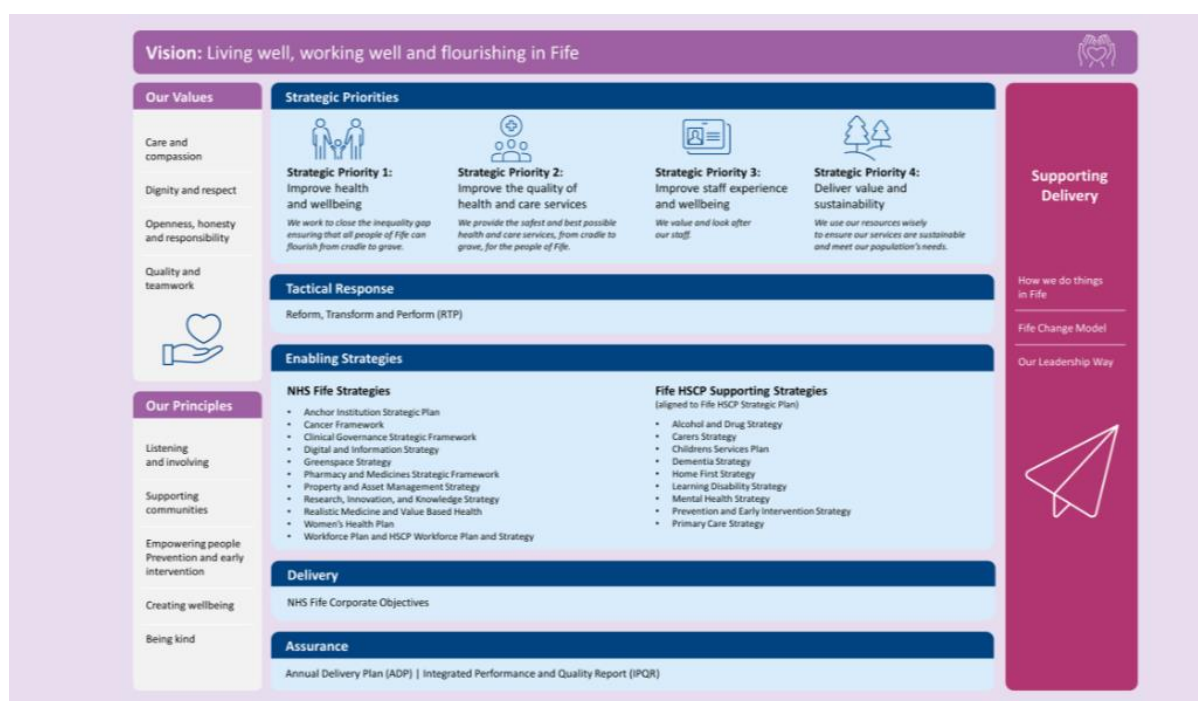 Vision: Living well, working well and flourishing in Fife
Our Values
Care and
compassion
Dignity and respect
Openness, honesty
and responsibility
Quality and
teamwork
Our Principles
Listening
and involving
Supporting
communities
Empowering people
Prevention and early
intervention
Creating wellbeing
Being kind
Strategic Priorities
Strategic Priority 1:
Improve health
and wellbeing
We work to close the inequality gap
ensuring that all people of Fife can
flourish from cradle to grave.
Strategic Priority 2:
Improve the quality of
health and care services
We provide the safest and best possible
health and care services, from cradle to
grave, for the people of Fife.
Strategic Priority 3:
Improve staff experience
and wellbeing
We value and look after
our staff.
Strategic Priority 4:
Deliver value and
sustainability
We use our resources wisely
to ensure our services are sustainable
and meet our population's needs.
Tactical Response
Reform, Transform and Perform (RTP)
Enabling Strategies
NHS Fife Strategies
• Anchor Institution Strategic Plan
• Cancer Framework
• Clinical Governance Strategic Framework
• Digital and Information Strategy
• Greenspace Strategy
• Pharmacy and Medicines Strategic Framework
• Property and Asset Management Strategy
• Research, Innovation, and Knowledge Strategy
• Realistic Medicine and Value Based Health
• Women's Health Plan
• Workforce Plan and HSCP Workforce Plan and Strategy
Fife HSCP Supporting Strategies
(aligned to Fife HSCP Strategic Plan)
• Alcohol and Drug Strategy
• Carers Strategy
• Childrens Services Plan
• Dementia Strategy
• Home First Strategy
• Learning Disability Strategy
• Mental Health Strategy
• Prevention and Early Intervention Strategy
• Primary Care Strategy
Delivery
NHS Fife Corporate Objectives
Assurance
Annual Delivery Plan (ADP) | Integrated Performance and Quality Report (IPQR)
Supporting
Delivery
How we do things
in Fife
Fife Change Model
Our Leadership Way